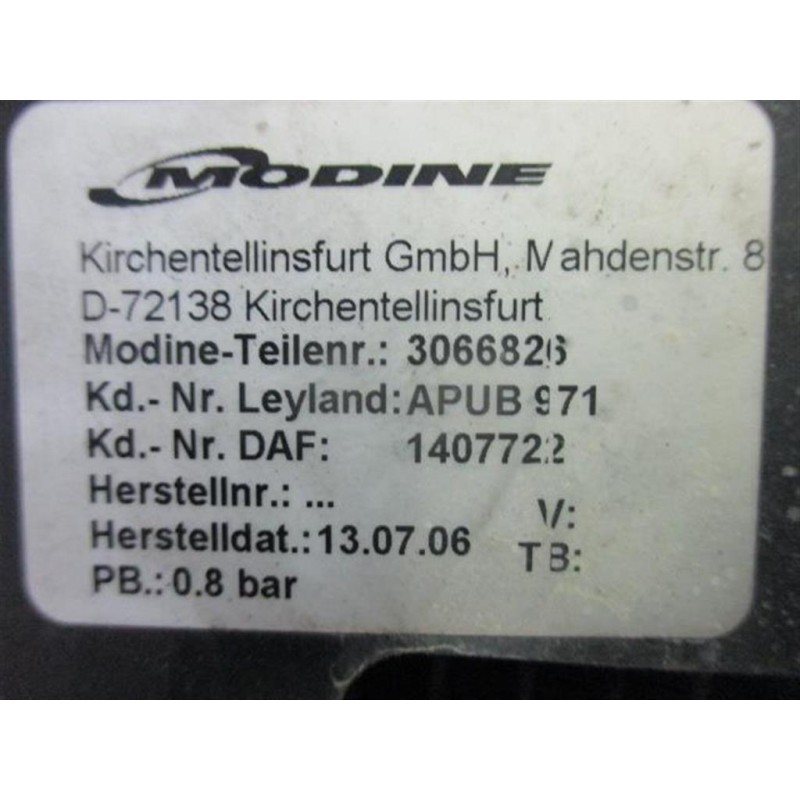 MODINE
Kirchentellinsfurt GmbH, Mahdenstr. 8
D-72138 Kirchentellinsfurt
Modine-Teilenr.: 3066826
Kd.- Nr. Leyland: APUB 971
Kd.- Nr. DAF: 1407722
Herstellnr.: ...
V:
Herstelldat.: 13.07.06
TB:
PB.: 0.8 bar